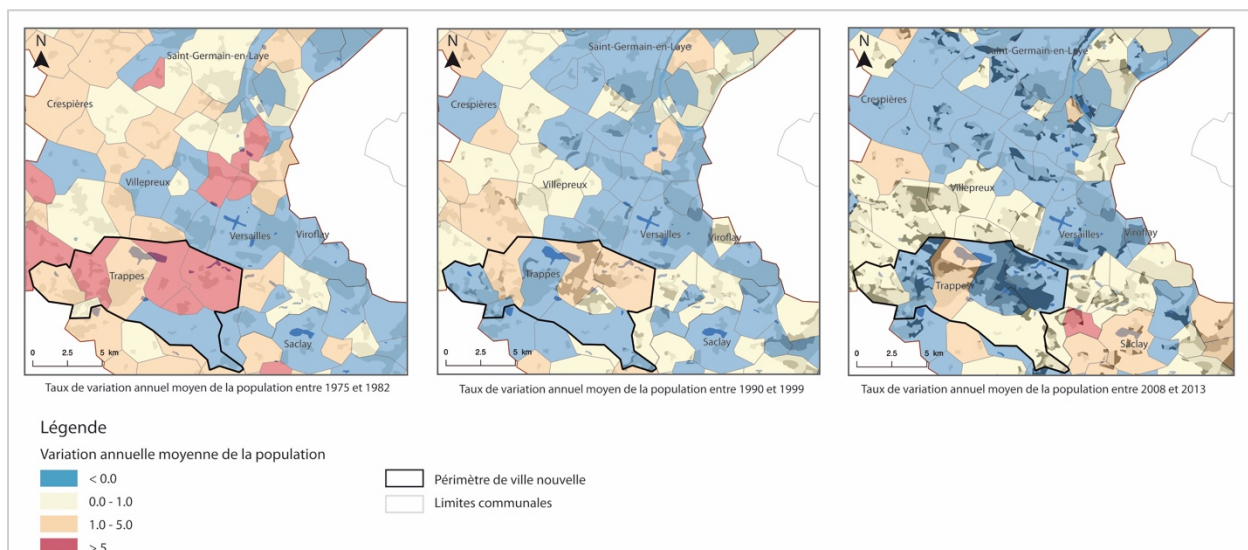 N
Saint-Germain-en-Laye
Crespières
Villepreux
Versailles
Viroflay
Trappes
Saclay
0 2.5 5 km
Taux de variation annuel moyen de la population entre 1975 et 1982
N
Saint-Germain-en-Laye
Crespières
Villepreux
Versailles
Viroflay
Trappes
Saclay
0 2.5 5 km
Taux de variation annuel moyen de la population entre 1990 et 1999
N
Saint-Germain-en-Laye
Crespières
Villepreux
Versailles
Viroflay
Trappes
Saclay
0 2.5 5 km
Taux de variation annuel moyen de la population entre 2008 et 2013
Légende
Variation annuelle moyenne de la population
< 0.0
0.0 - 1.0
1.0 - 5.0
> 5
Périmètre de ville nouvelle
Limites communales